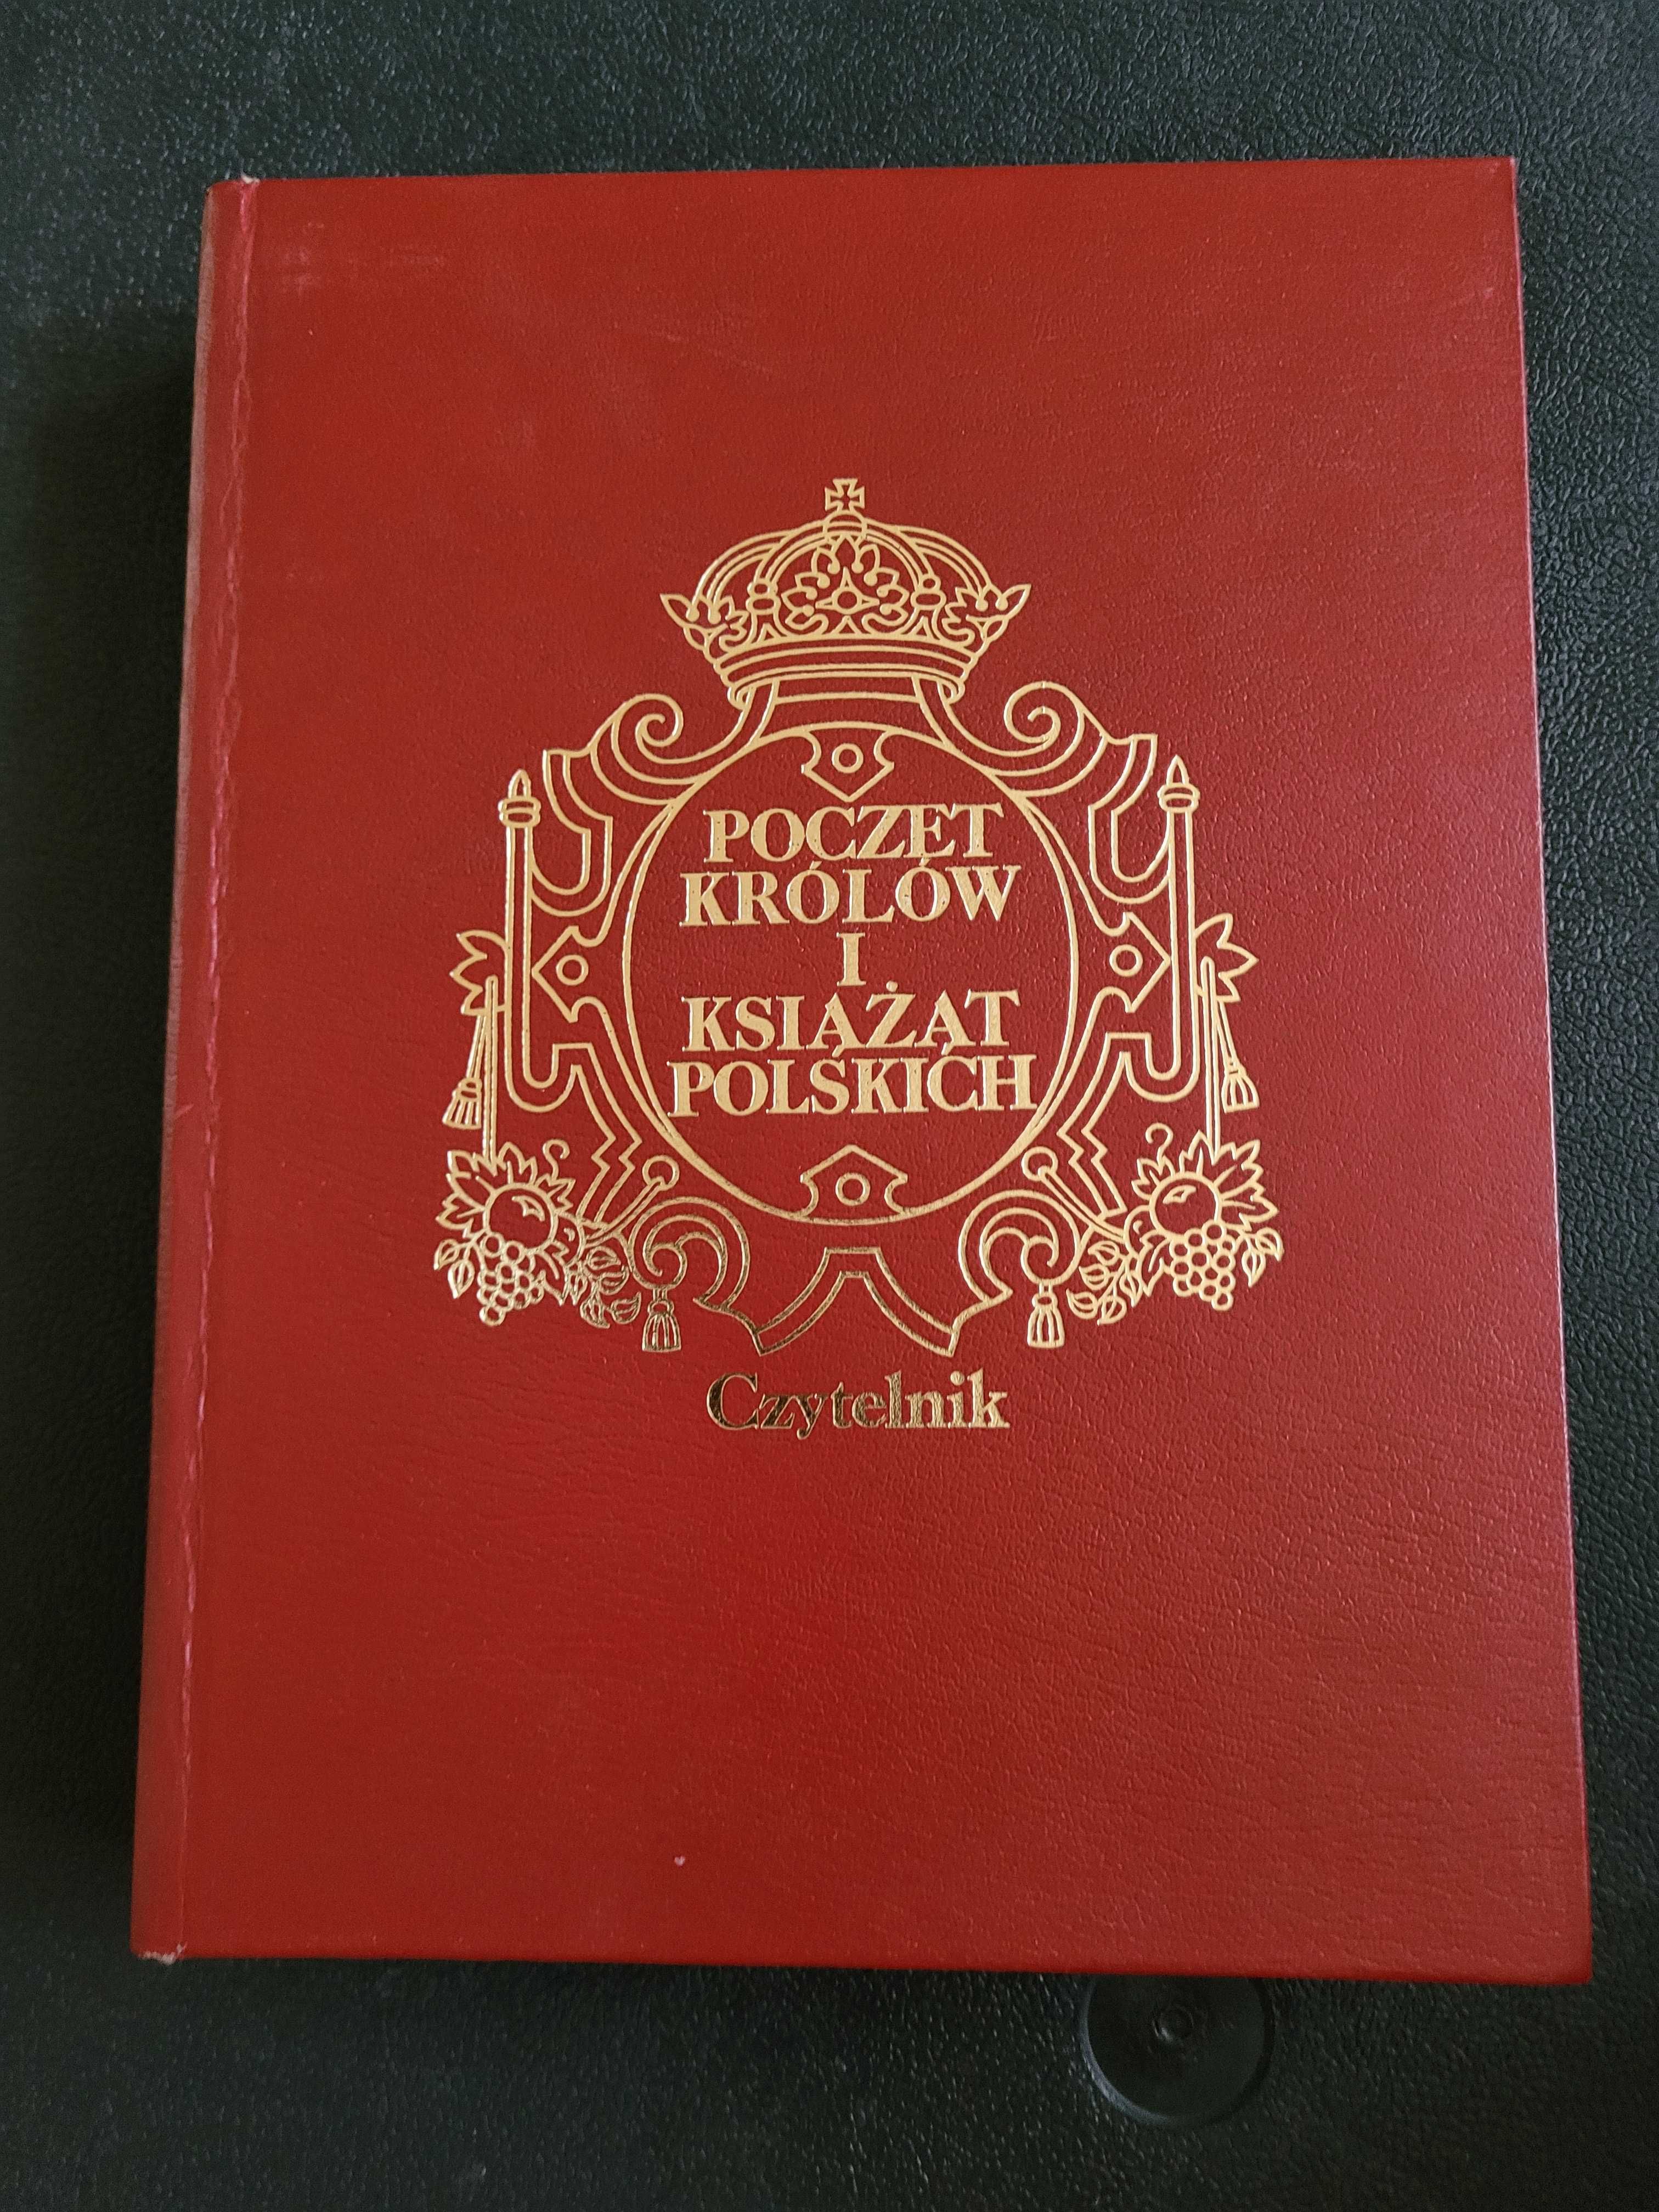 POCZET
KRÓLÓW
I
KSIĄŻĄT
POLSKICH
Czytelnik